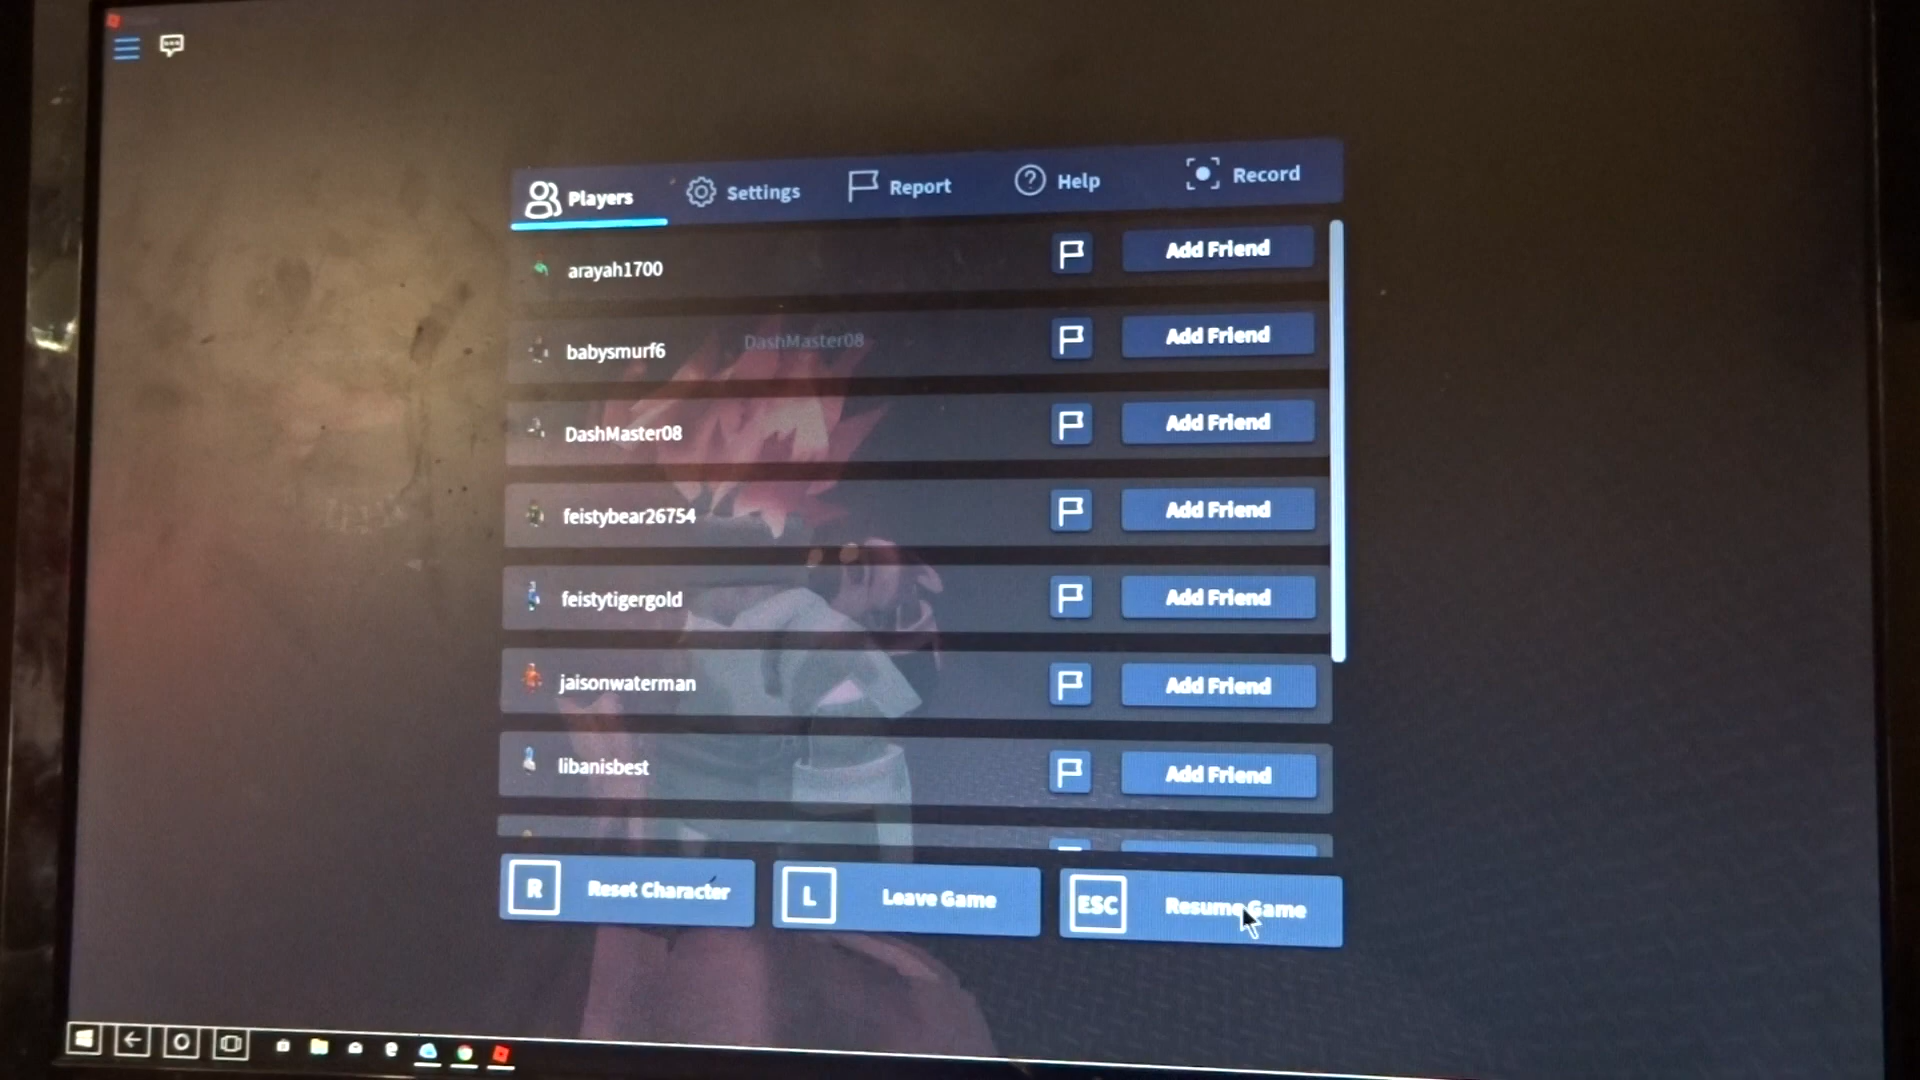 Players
Settings
Report
Help
Record
arayah1700
Add Friend
babysmurf6
DashMaster08
Add Friend
DashMaster08
Add Friend
feistybear26754
Add Friend
feistytigergold
Add Friend
jaisonwaterman
Add Friend
libanisbest
Add Friend
R Reset Character
L Leave Game
ESC Resume Game